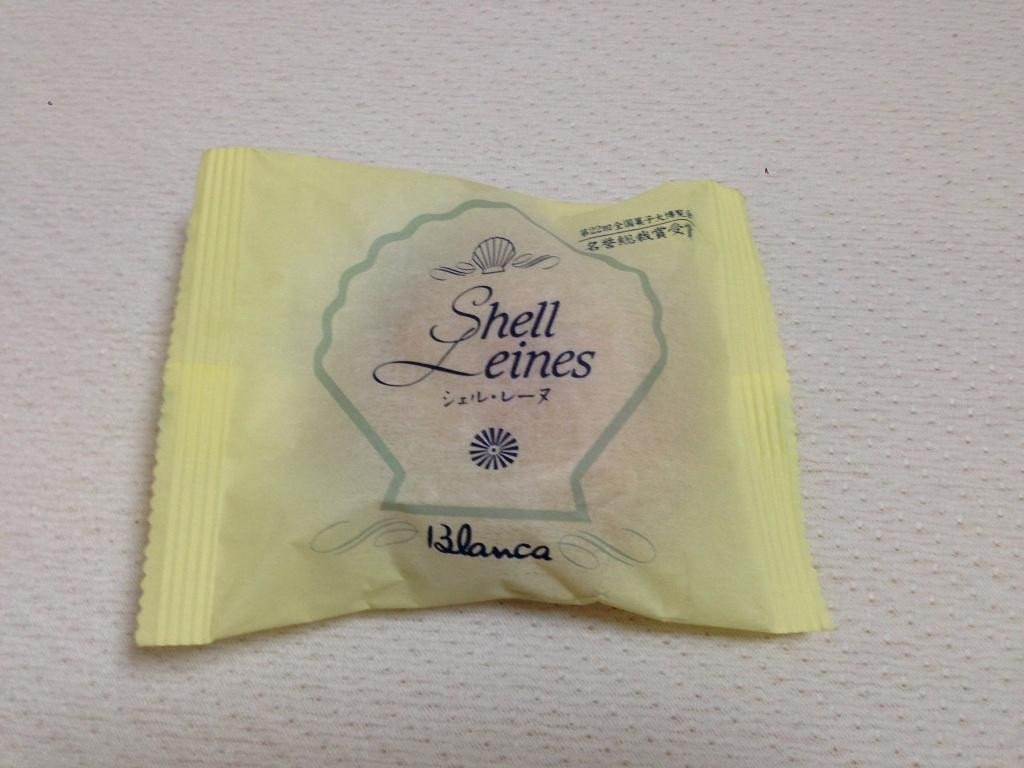 第22回全国菓子大博覧会
名誉総裁賞受賞
Shell
Leines
シェル・レーヌ
Blanca